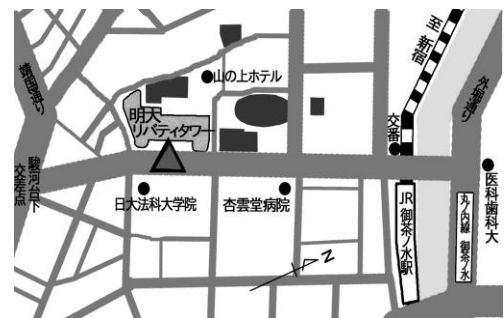 至 新宿
靖国通り
外堀通り
山の上ホテル
明大
リバティタワー
交番
駿河台下
交差点
日大法科大学院
杏雲堂病院
JR 御茶ノ水駅
丸ノ内線 御茶ノ水
医科歯科大
N